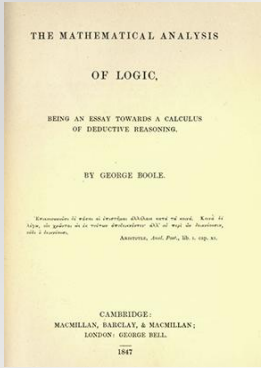 THE MATHEMATICAL ANALYSIS
OF LOGIC,
BEING AN ESSAY TOWARDS A CALCULUS
OF DEDUCTIVE REASONING.
BY GEORGE BOOLE.
ARISTOTLE, Anal. Post., lib. I. cap. XI.
CAMBRIDGE:
MACMILLAN, BARCLAY, & MACMILLAN;
LONDON: GEORGE BELL.
1847